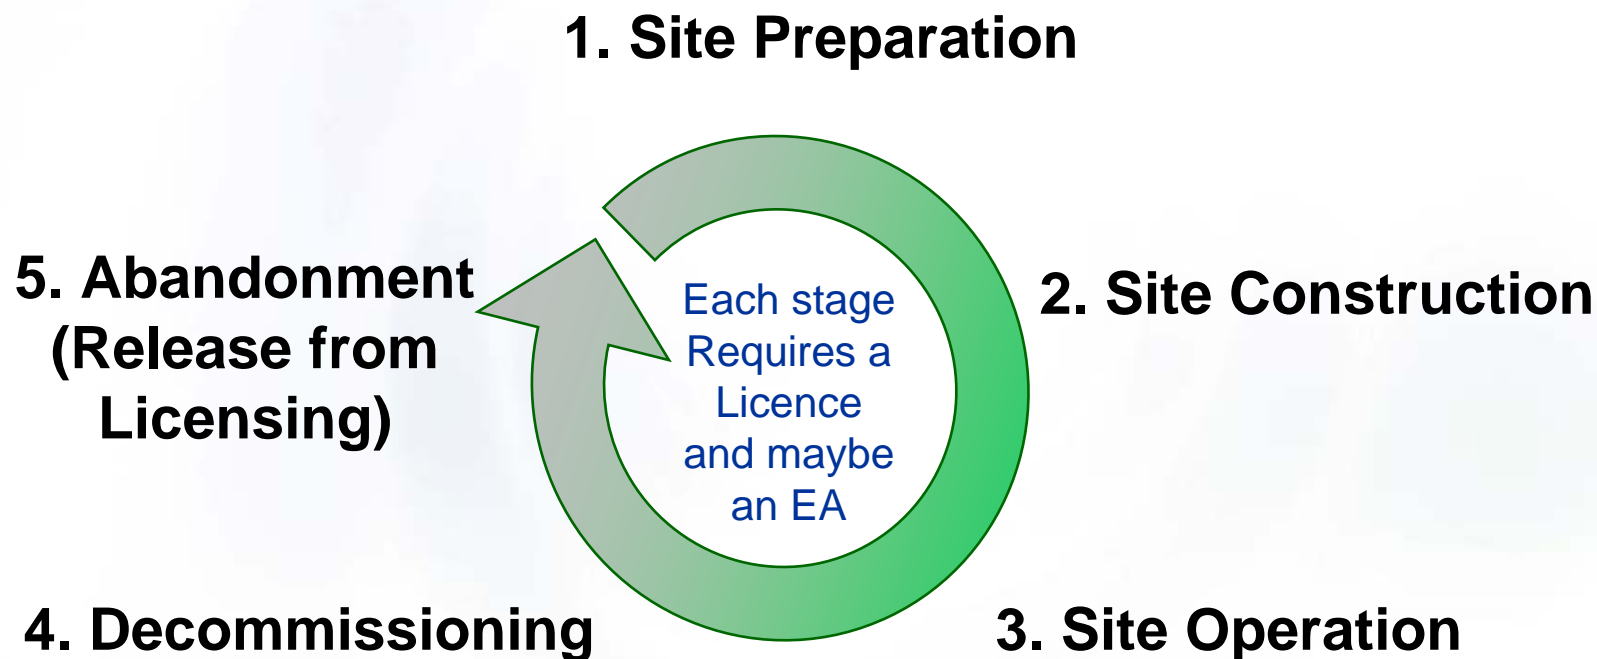 1. Site Preparation
2. Site Construction
3. Site Operation
4. Decommissioning
5. Abandonment
(Release from
Licensing)
Each stage
Requires a
Licence
and maybe
an EA